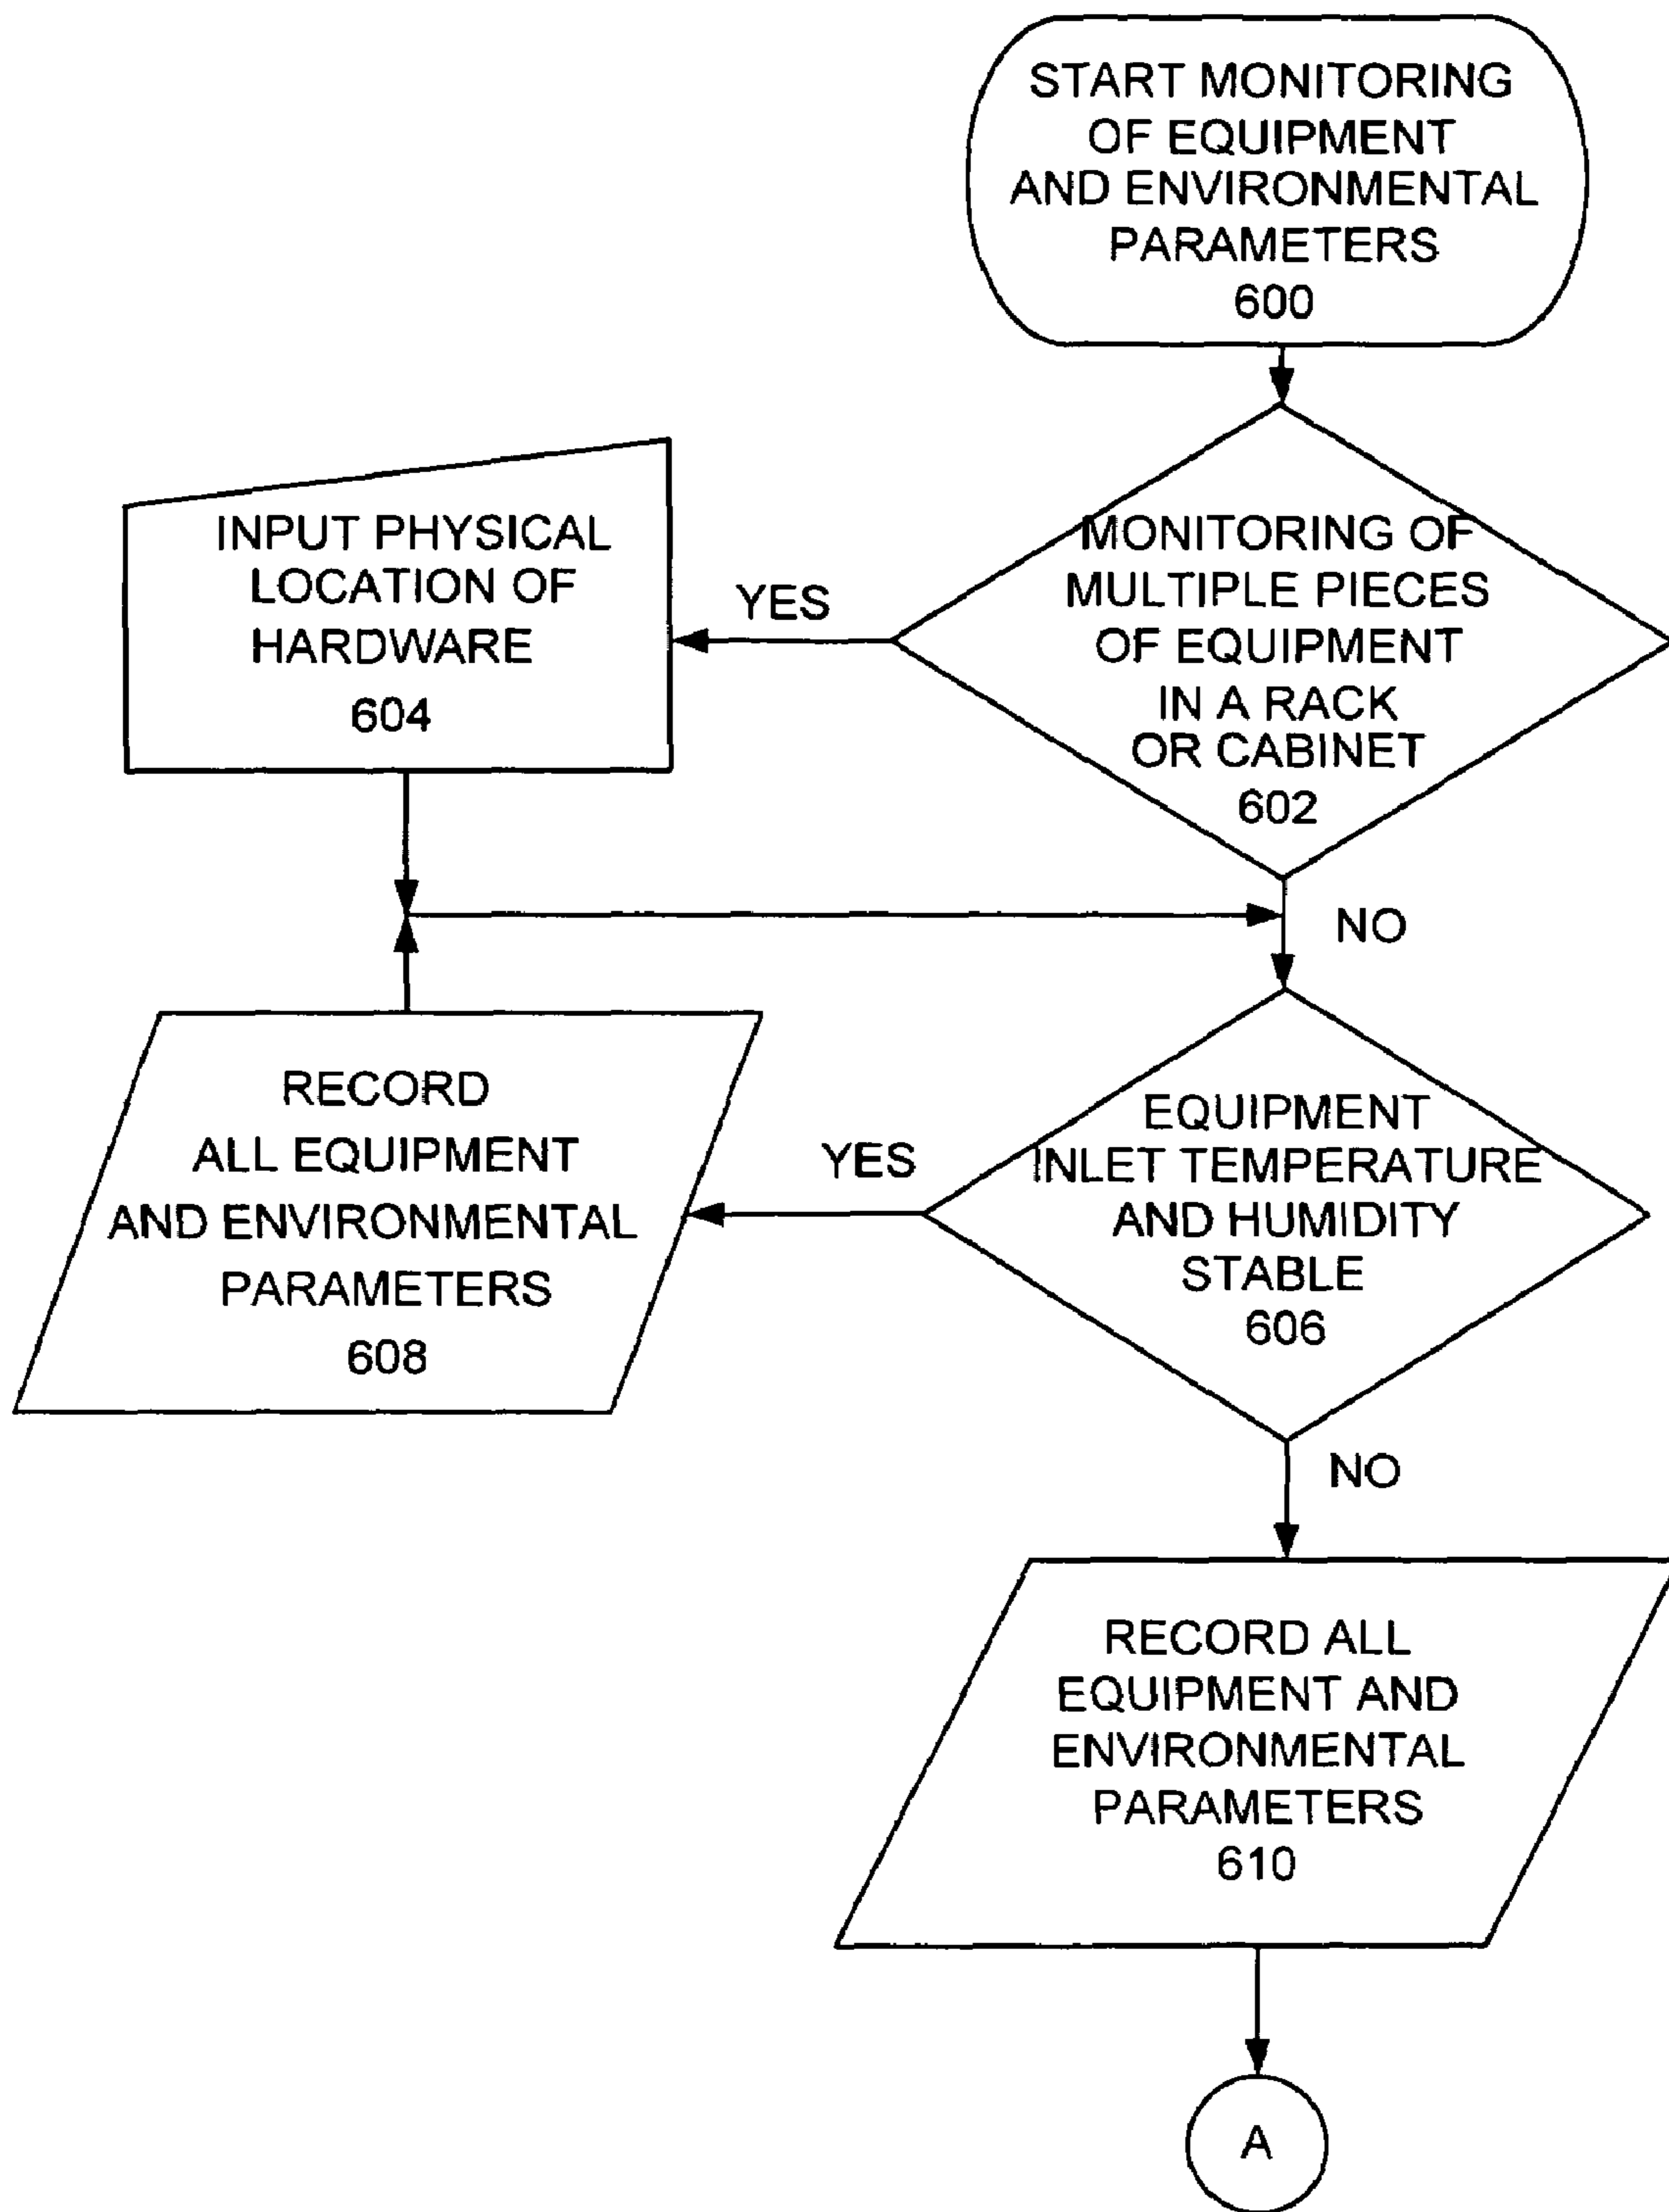 START MONITORING
OF EQUIPMENT
AND ENVIRONMENTAL
PARAMETERS
600
MONITORING OF
MULTIPLE PIECES
OF EQUIPMENT
IN A RACK
OR CABINET
602
YES
INPUT PHYSICAL
LOCATION OF
HARDWARE
604
NO
EQUIPMENT
INLET TEMPERATURE
AND HUMIDITY
STABLE
606
YES
RECORD
ALL EQUIPMENT
AND ENVIRONMENTAL
PARAMETERS
608
NO
RECORD ALL
EQUIPMENT AND
ENVIRONMENTAL
PARAMETERS
610
A